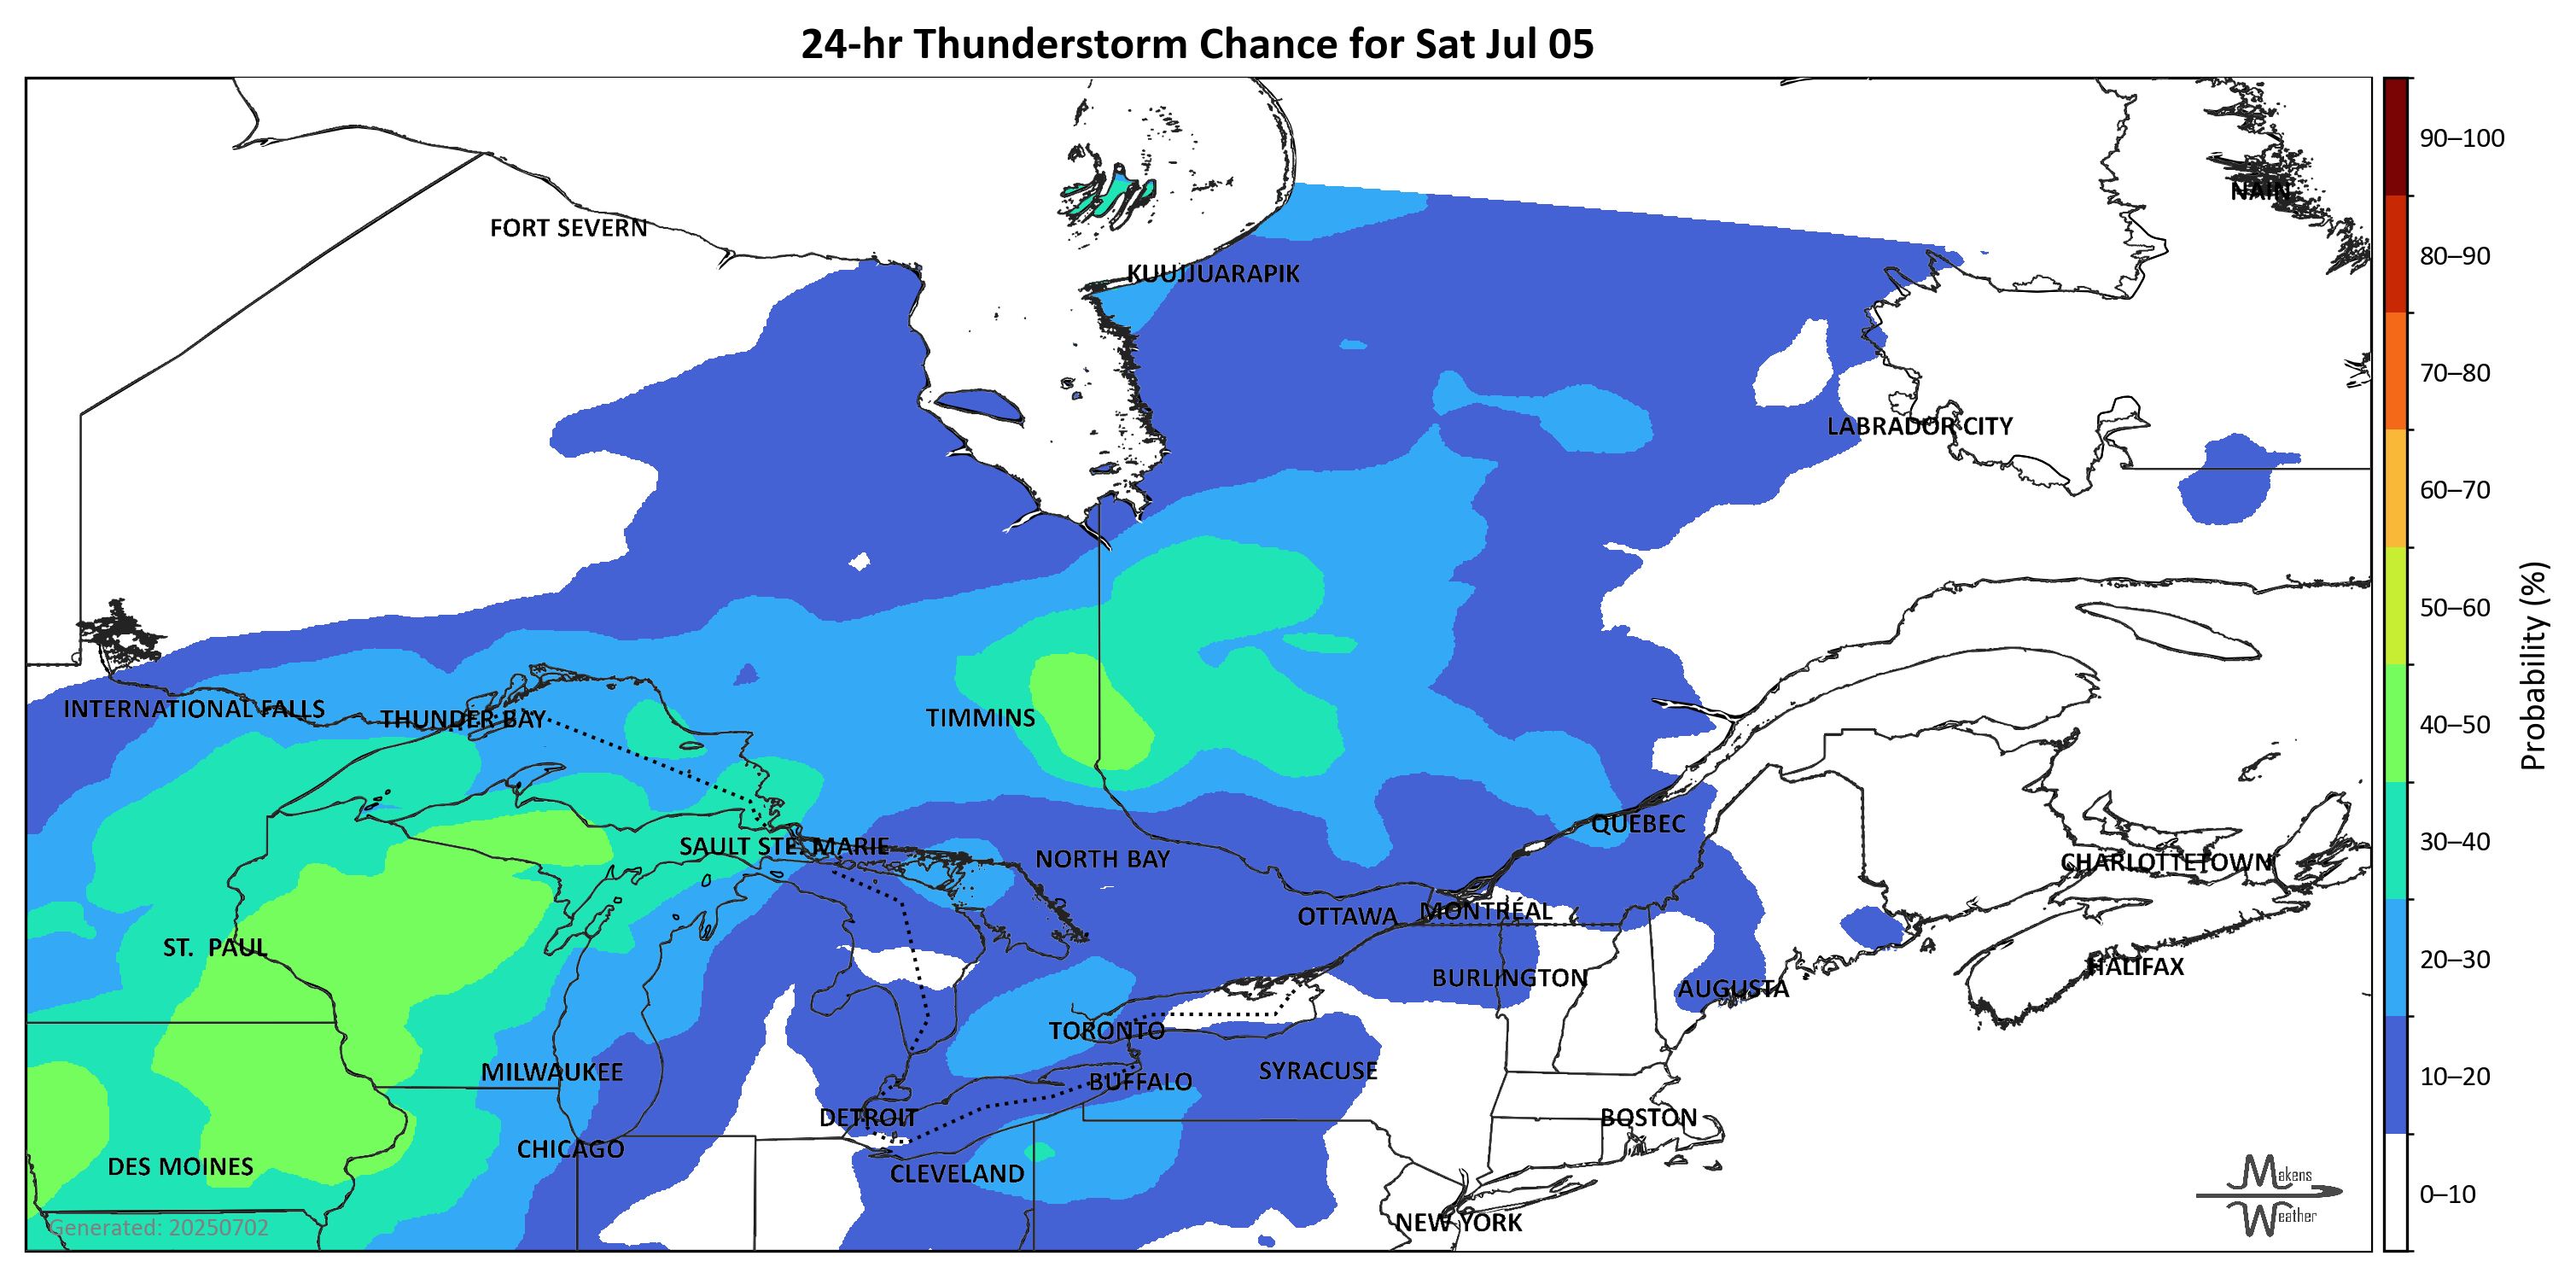 24-hr Thunderstorm Chance for Sat Jul 05
90–100
NAIN
FORT SEVERN
80–90
KUUJJUARAPIK
70–80
LABRADOR CITY
60–70
50–60
Probability (%)
INTERNATIONAL FALLS
THUNDER BAY
TIMMINS
40–50
QUEBEC
SAULT STE. MARIE
NORTH BAY
CHARLOTTETOWN
30–40
OTTAWA
MONTRÉAL
ST. PAUL
BURLINGTON
AUGUSTA
HALIFAX
20–30
TORONTO
MILWAUKEE
BUFFALO
SYRACUSE
10–20
DETROIT
BOSTON
CHICAGO
DES MOINES
CLEVELAND
Makens
Weather
0–10
NEW YORK
Generated: 20250702